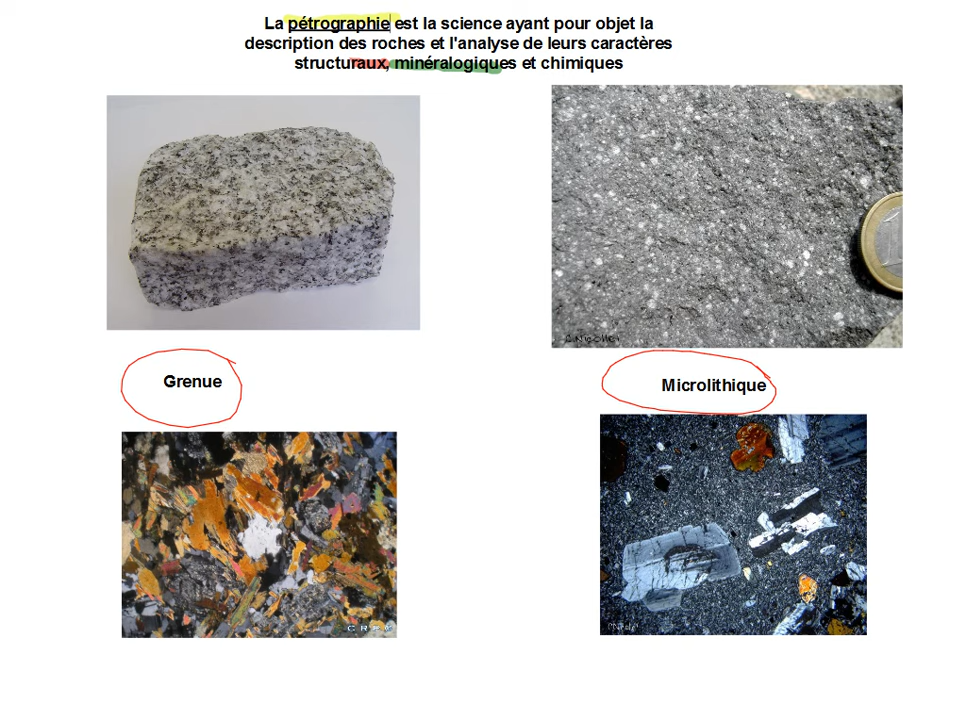 La pétrographie est la science ayant pour objet la
description des roches et l'analyse de leurs caractères
structuraux, minéralogiques et chimiques
Grenue
Microlithique